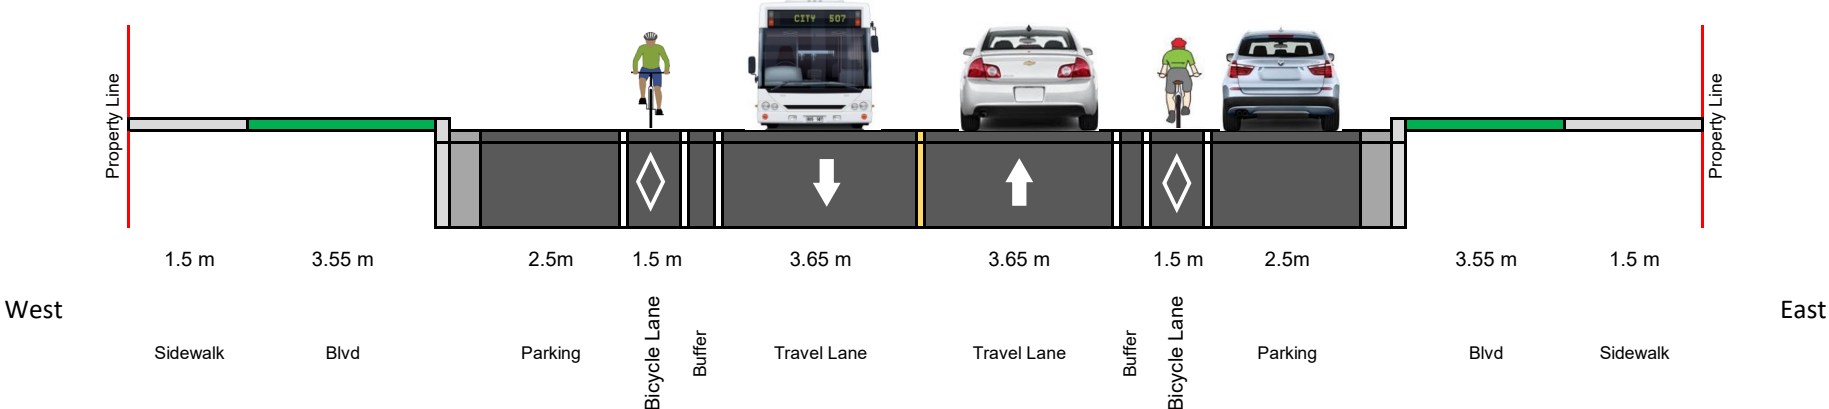 CITY 507
Property Line
Property Line
1.5 m 3.55 m 2.5m 1.5 m 3.65 m 3.65 m 1.5 m 2.5m 3.55 m 1.5 m
West
East
Sidewalk Blvd Parking Bicycle Lane Buffer Travel Lane Travel Lane Buffer Bicycle Lane Parking Blvd Sidewalk